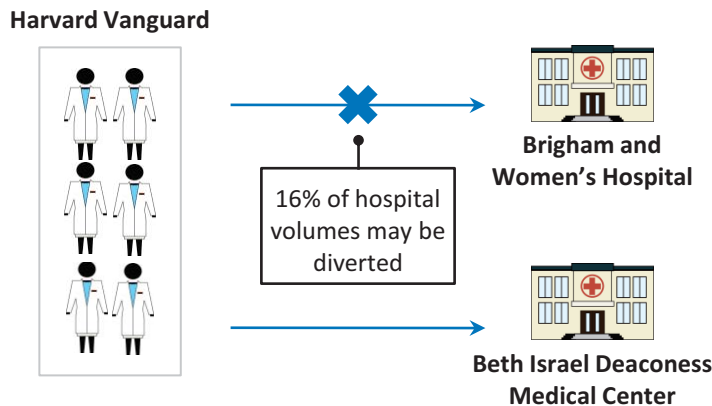 Harvard Vanguard
Brigham and
Women's Hospital
16% of hospital
volumes may be
diverted
Beth Israel Deaconess
Medical Center